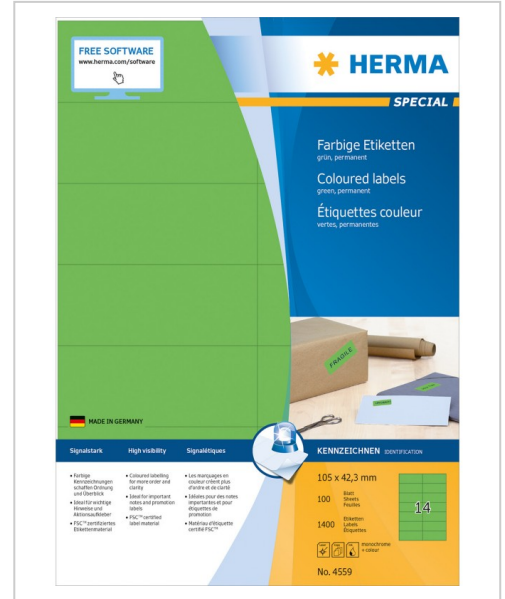 FREE SOFTWARE
www.herma.com/software
HERMA
SPECIAL
Farbige Etiketten
grün, permanent
Coloured labels
green, permanent
Étiquettes couleur
vertes, permanentes
FRAGILE
MADE IN GERMANY
Signalstark
High visibility
Signalétiques
• Farbige
Kennzeichnungen
schaffen Ordnung
und Überblick
• Ideal für wichtige
Hinweise und
Aktionsaufkleber
• FSC™ zertifiziertes
Etikettenmaterial
• Coloured labelling
for more order and
clarity
• Ideal for important
notes and promotion
labels
• FSC™ certified
label material
• Les marquages en
couleur créent plus
d'ordre et de clarté
• Idéales pour des notes
importantes et pour
étiquettes de
promotion
• Matériau d'étiquette
certifié FSC™
KENNZEICHNEN IDENTIFICATION
105 x 42,3 mm
100
Blatt
Sheets
Feuilles
1400
Etiketten
Labels
Étiquettes
14
monochrome
+ colour
No. 4559